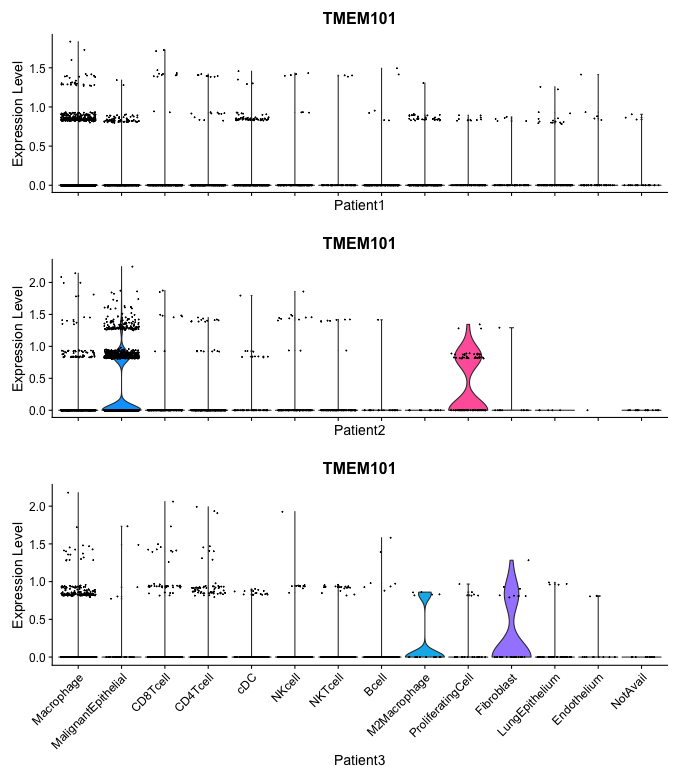 TMEM101
Expression Level
1.5
1.0
0.5
0.0
Patient1
TMEM101
Expression Level
2.0
1.5
1.0
0.5
0.0
Patient2
TMEM101
Expression Level
2.0
1.5
1.0
0.5
0.0
Macrophage
MalignantEpithelial
CD8Tcell
CD4Tcell
cDC
NKcell
NKTcell
Bcell
M2Macrophage
ProliferatingCell
Fibroblast
LungEpithelium
Endothelium
NotAvail
Patient3